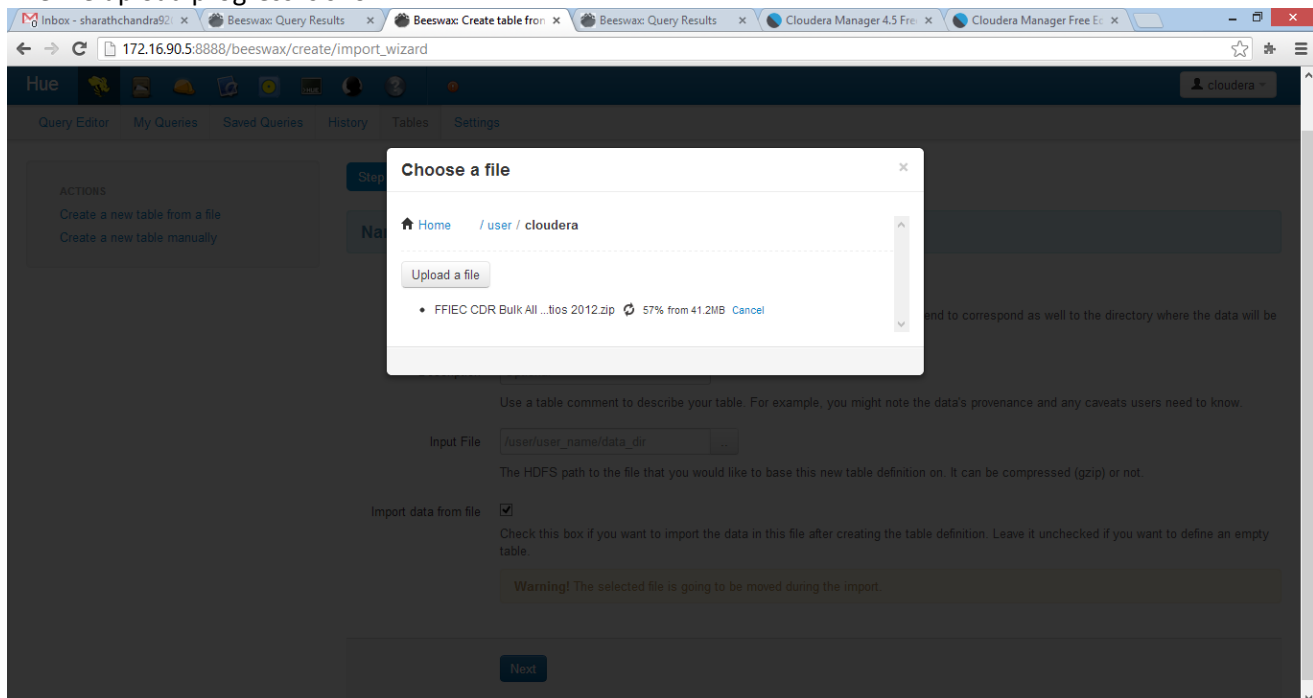 Inbox - sharathchandra92
Beeswax: Query Results
Beeswax: Create table fron
Beeswax: Query Results
Cloudera Manager 4.5 Fre
Cloudera Manager Free Ed
172.16.90.5:8888/beeswax/create/import_wizard
Hue
cloudera
Query Editor My Queries Saved Queries History Tables Settings
ACTIONS
Create a new table from a file
Create a new table manually
Step
Na
Choose a file
Home / user / cloudera
Upload a file
FFIEC CDR Bulk All ...tios 2012.zip 57% from 41.2MB Cancel
end to correspond as well to the directory where the data will be
Use a table comment to describe your table. For example, you might note the data's provenance and any caveats users need to know.
Input File /user/user_name/data_dir ..
The HDFS path to the file that you would like to base this new table definition on. It can be compressed (gzip) or not.
Import data from file
Check this box if you want to import the data in this file after creating the table definition. Leave it unchecked if you want to define an empty
table.
Warning! The selected file is going to be moved during the import.
Next